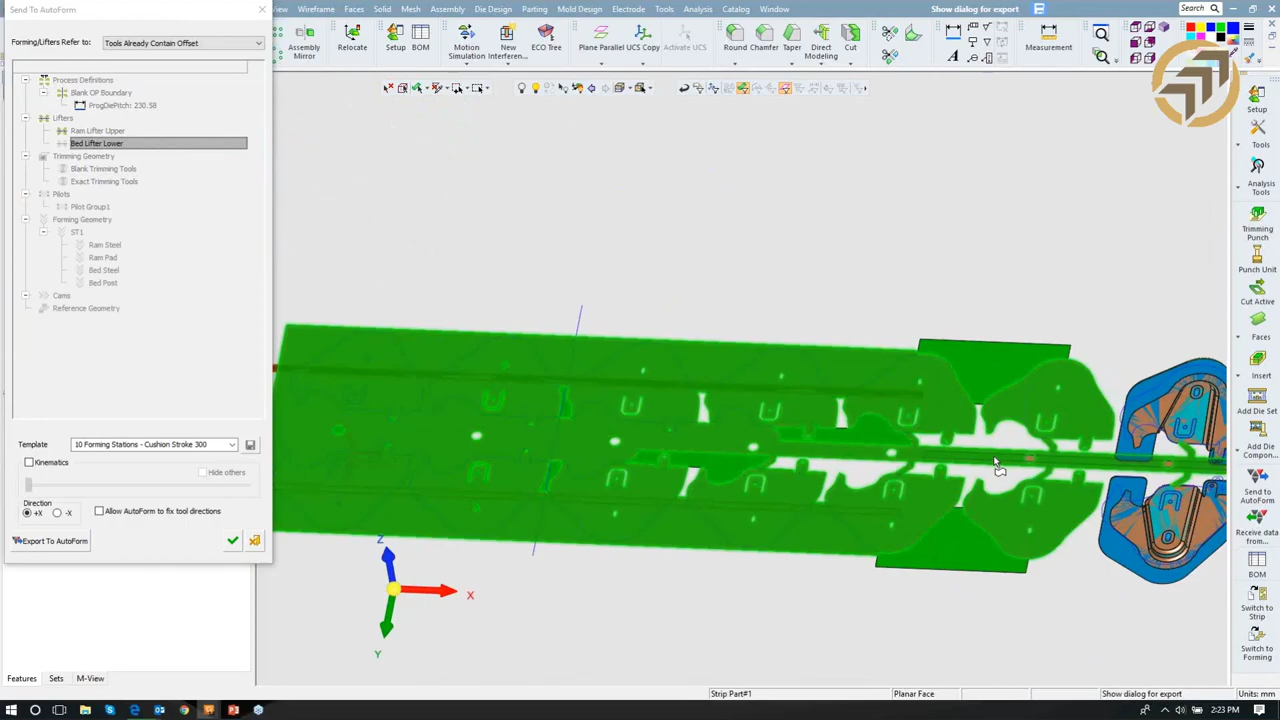 Send To AutoForm
View Wireframe Faces Solid Mesh Assembly Die Design Parting Mold Design Electrode Tools Analysis Catalog Window
Show dialog for export
Search
Forming/Lifters Refer to:
Tools Already Contain Offset
Assembly Mirror
Relocate
Setup
BOM
Motion Simulation
New Interferen...
ECO Tree
Plane Parallel
UCS Copy
Activate UCS
Round
Chamfer
Taper
Direct Modeling
Cut
Measurement
Process Definitions
Blank OP Boundary
ProgDiePitch: 230.58
Lifters
Ram Lifter Upper
Bed Lifter Lower
Trimming Geometry
Blank Trimming Tools
Exact Trimming Tools
Pilots
Pilot Group1
Forming Geometry
ST1
Ram Steel
Ram Pad
Bed Steel
Bed Post
Cams
Reference Geometry
Template
10 Forming Stations - Cushion Stroke 300
Kinematics
Hide others
Direction
+X
-X
Allow AutoForm to fix tool directions
Export To AutoForm
Z
X
Y
Setup
Tools
Analysis Tools
Trimming Punch
Punch Unit
Cut Active
Faces
Insert
Add Die Set
Add Die Compon...
Send to AutoForm
Receive data from...
BOM
Switch to Strip
Switch to Forming
Features
Sets
M-View
Strip Part#1
Planar Face
Show dialog for export
Units: mm
2:23 PM